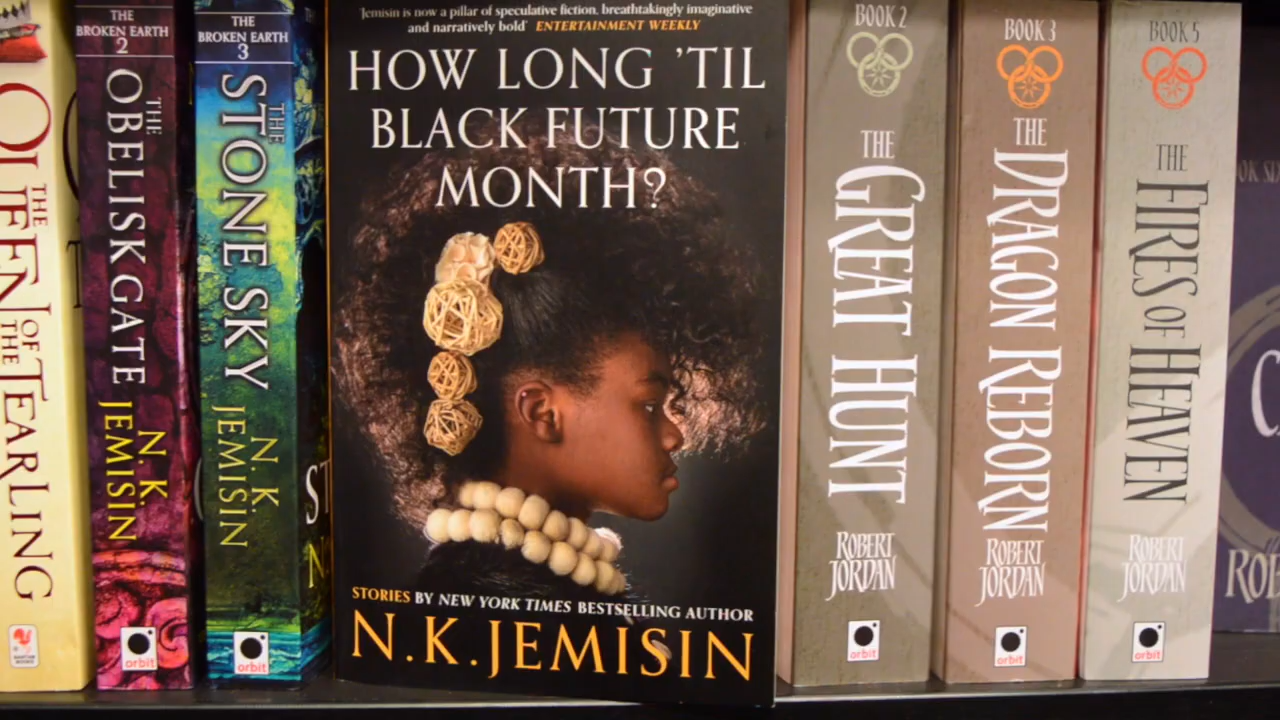 QUEEN
THE
OF
THE
TEARLING
THE
BROKEN EARTH
2
THE
OBELISK GATE
N. K.
JEMISIN
orbit
THE
BROKEN EARTH
3
THE
STONE SKY
N. K.
JEMISIN
orbit
'Jemisin is now a pillar of speculative fiction, breathtakingly imaginative
and narratively bold' ENTERTAINMENT WEEKLY
HOW LONG 'TIL
BLACK FUTURE
MONTH?
STORIES BY NEW YORK TIMES BESTSELLING AUTHOR
N.K.JEMISIN
BOOK 2
THE
GREAT HUNT
ROBERT
JORDAN
orbit
BOOK 3
THE
DRAGON REBORN
ROBERT
JORDAN
orbit
BOOK 5
THE
FIRES OF HEAVEN
ROBERT
JORDAN
orbit